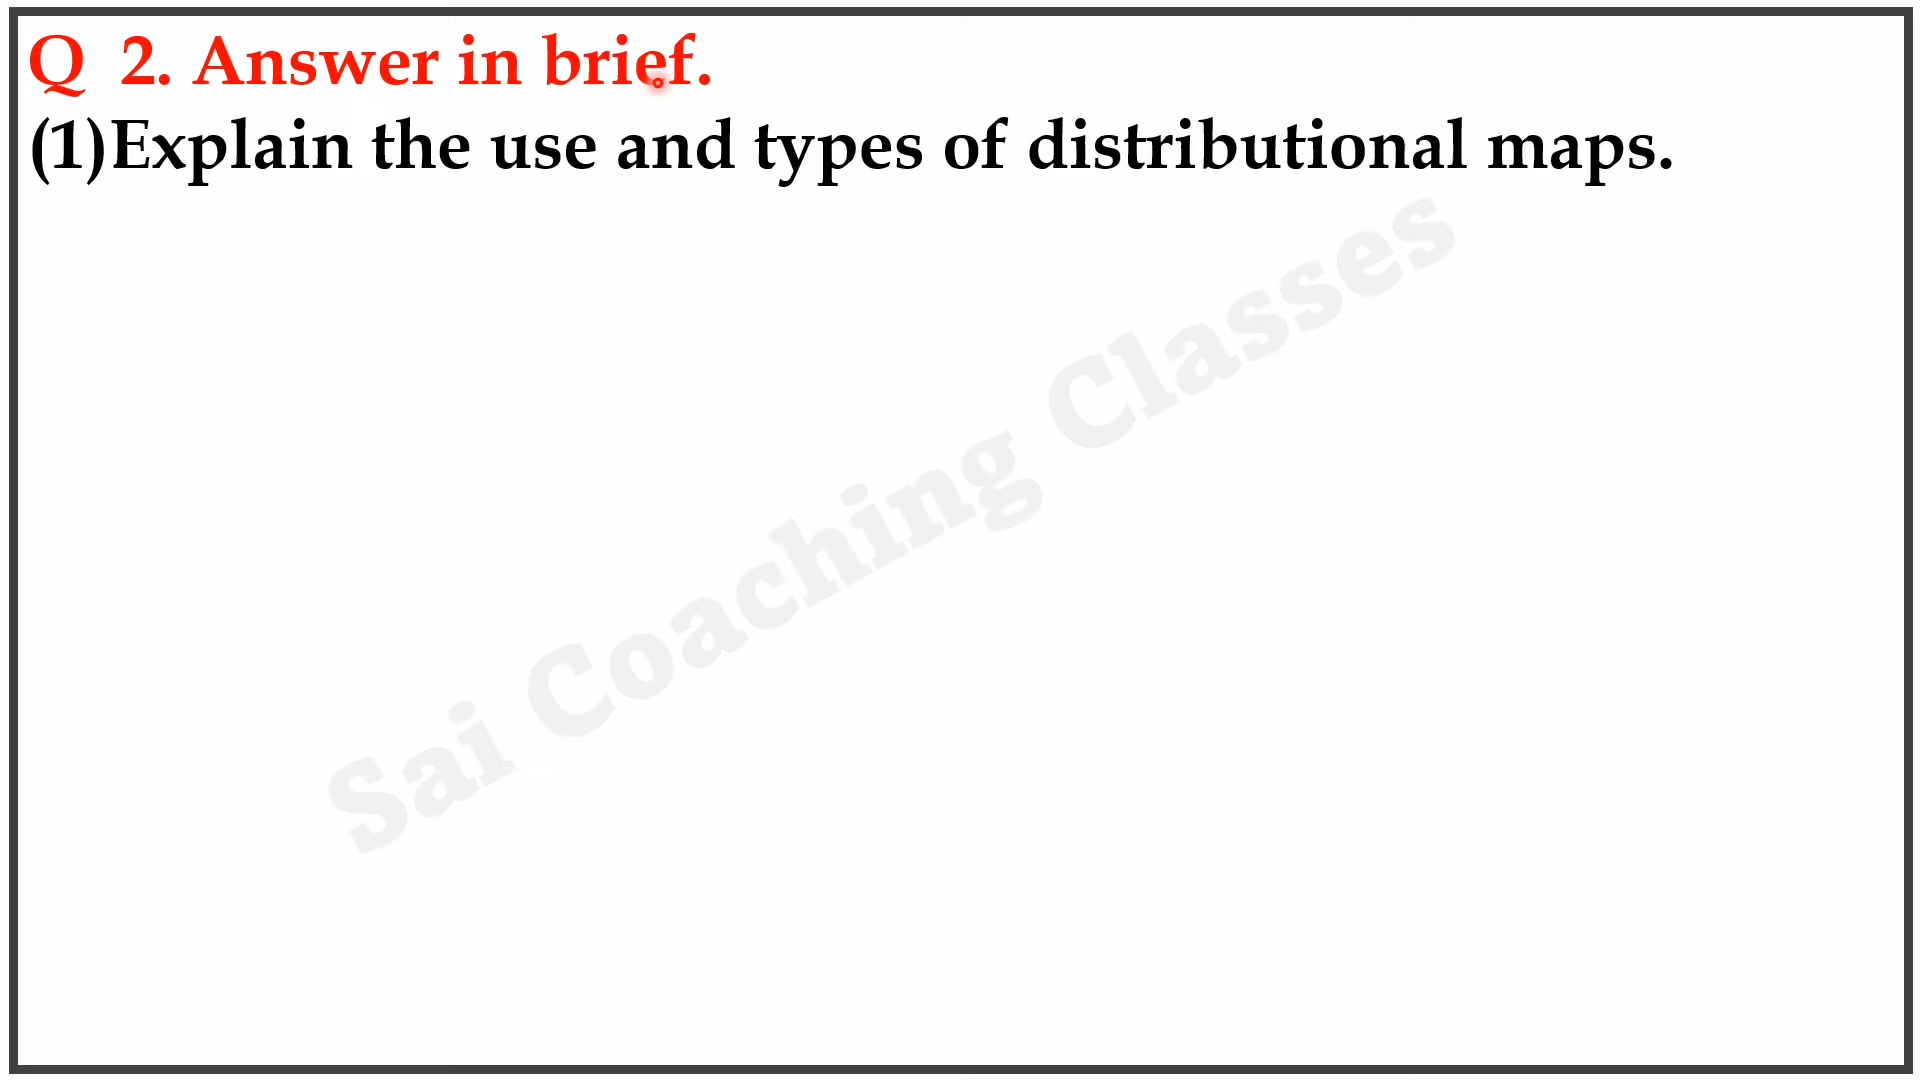 Q 2. Answer in brief.
(1)Explain the use and types of distributional maps.
Sai Coaching Classes